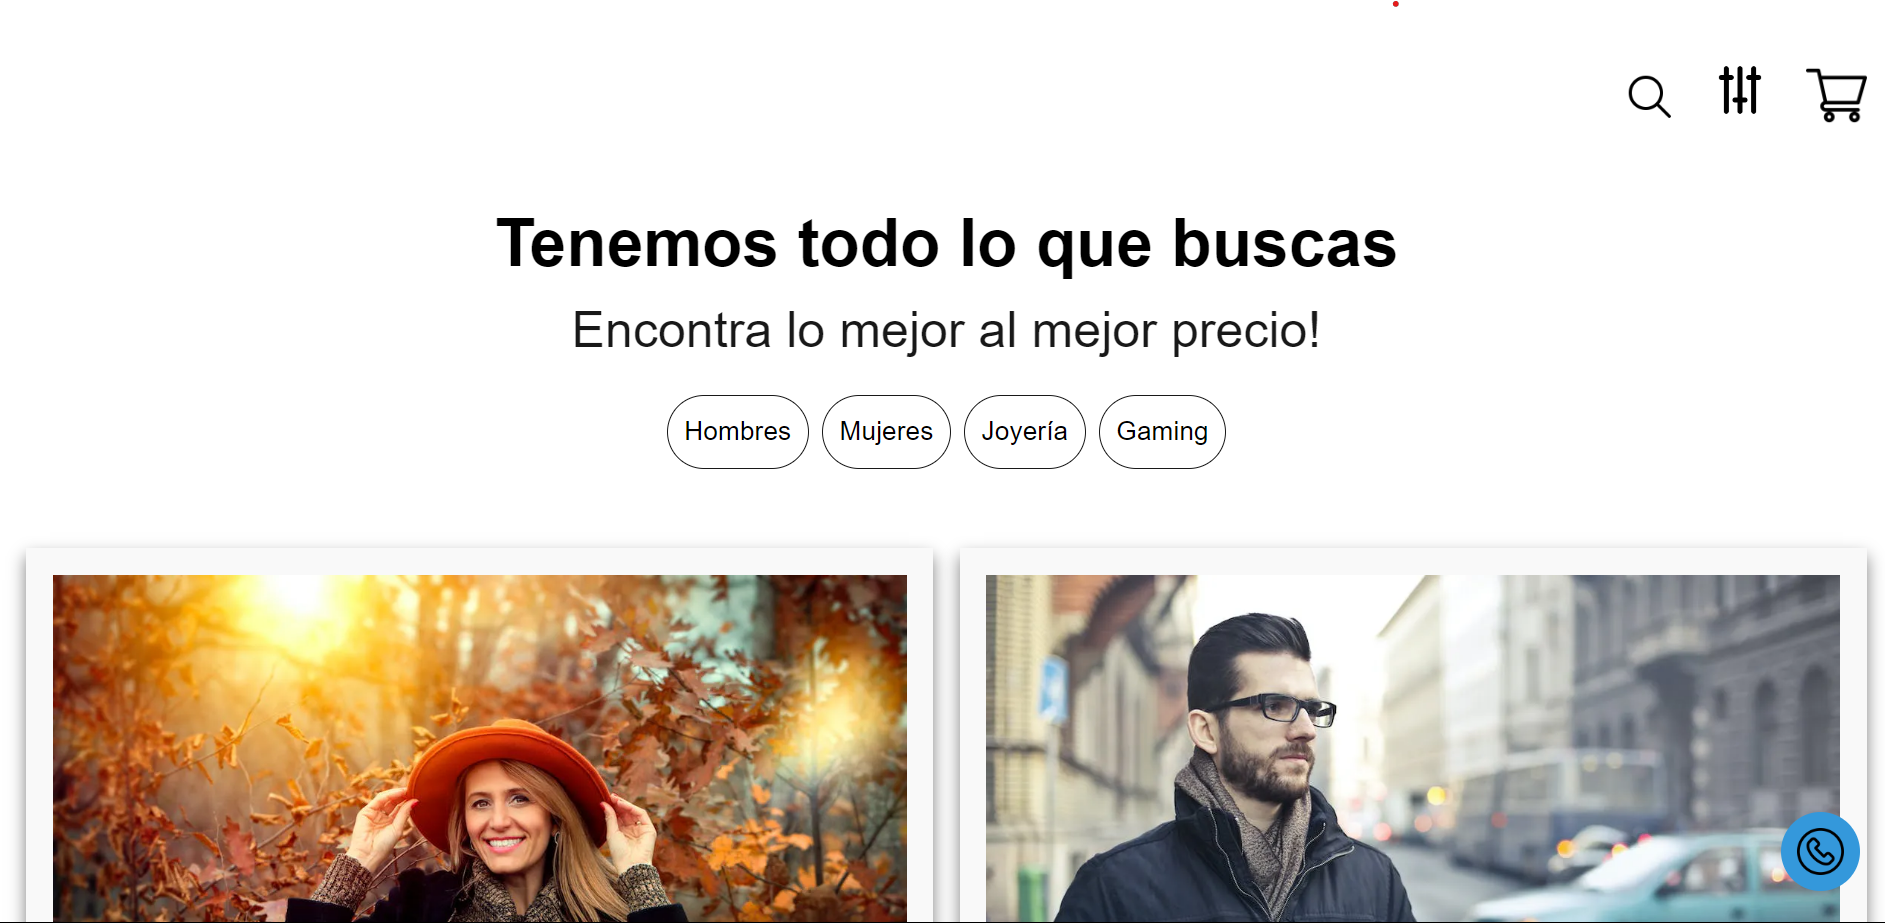 Tenemos todo lo que buscas
Encontra lo mejor al mejor precio!
Hombres Mujeres Joyería Gaming